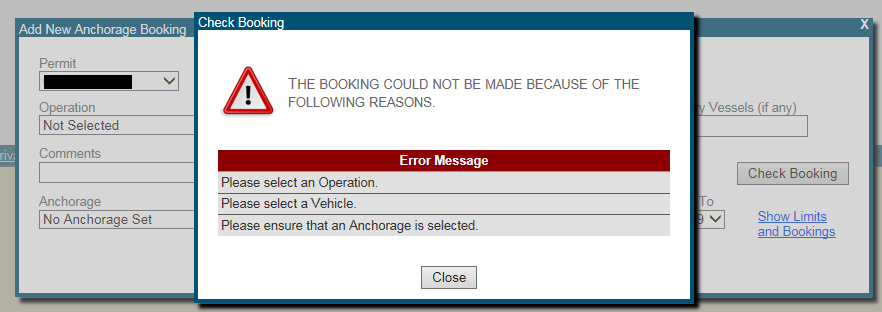 Add New Anchorage Booking
X
Check Booking
Permit
THE BOOKING COULD NOT BE MADE BECAUSE OF THE
FOLLOWING REASONS.
Operation
Not Selected
Vessels (if any)
Error Message
Please select an Operation.
Please select a Vehicle.
Please ensure that an Anchorage is selected.
Comments
Check Booking
Anchorage
No Anchorage Set
To
9
Show Limits
and Bookings
Close